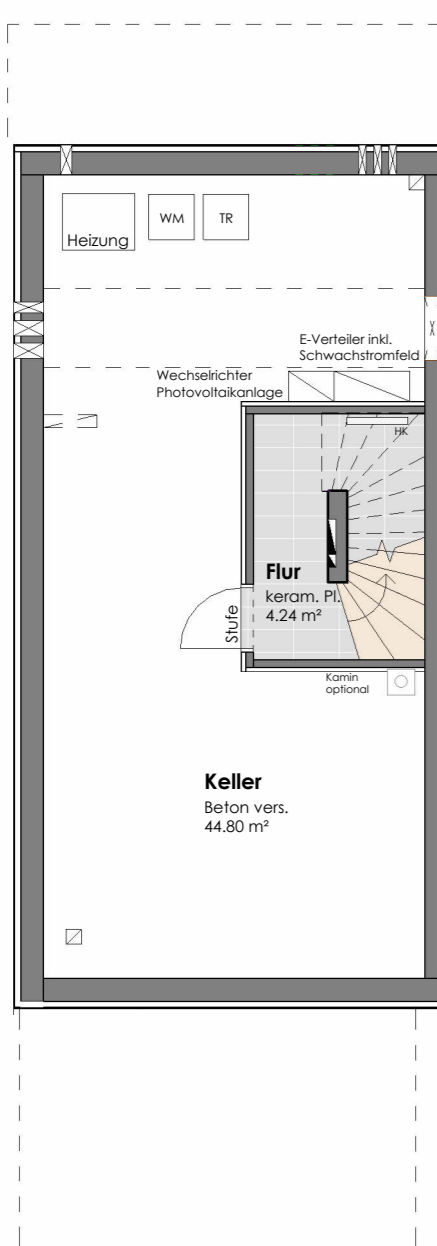 Heizung
WM
TR
E-Verteiler inkl.
Schwachstromfeld
Wechselrichter
Photovoltaikanlage
HK
Flur
keram. Pl.
4.24 m²
Stufe
Kamin
optional
Keller
Beton vers.
44.80 m²